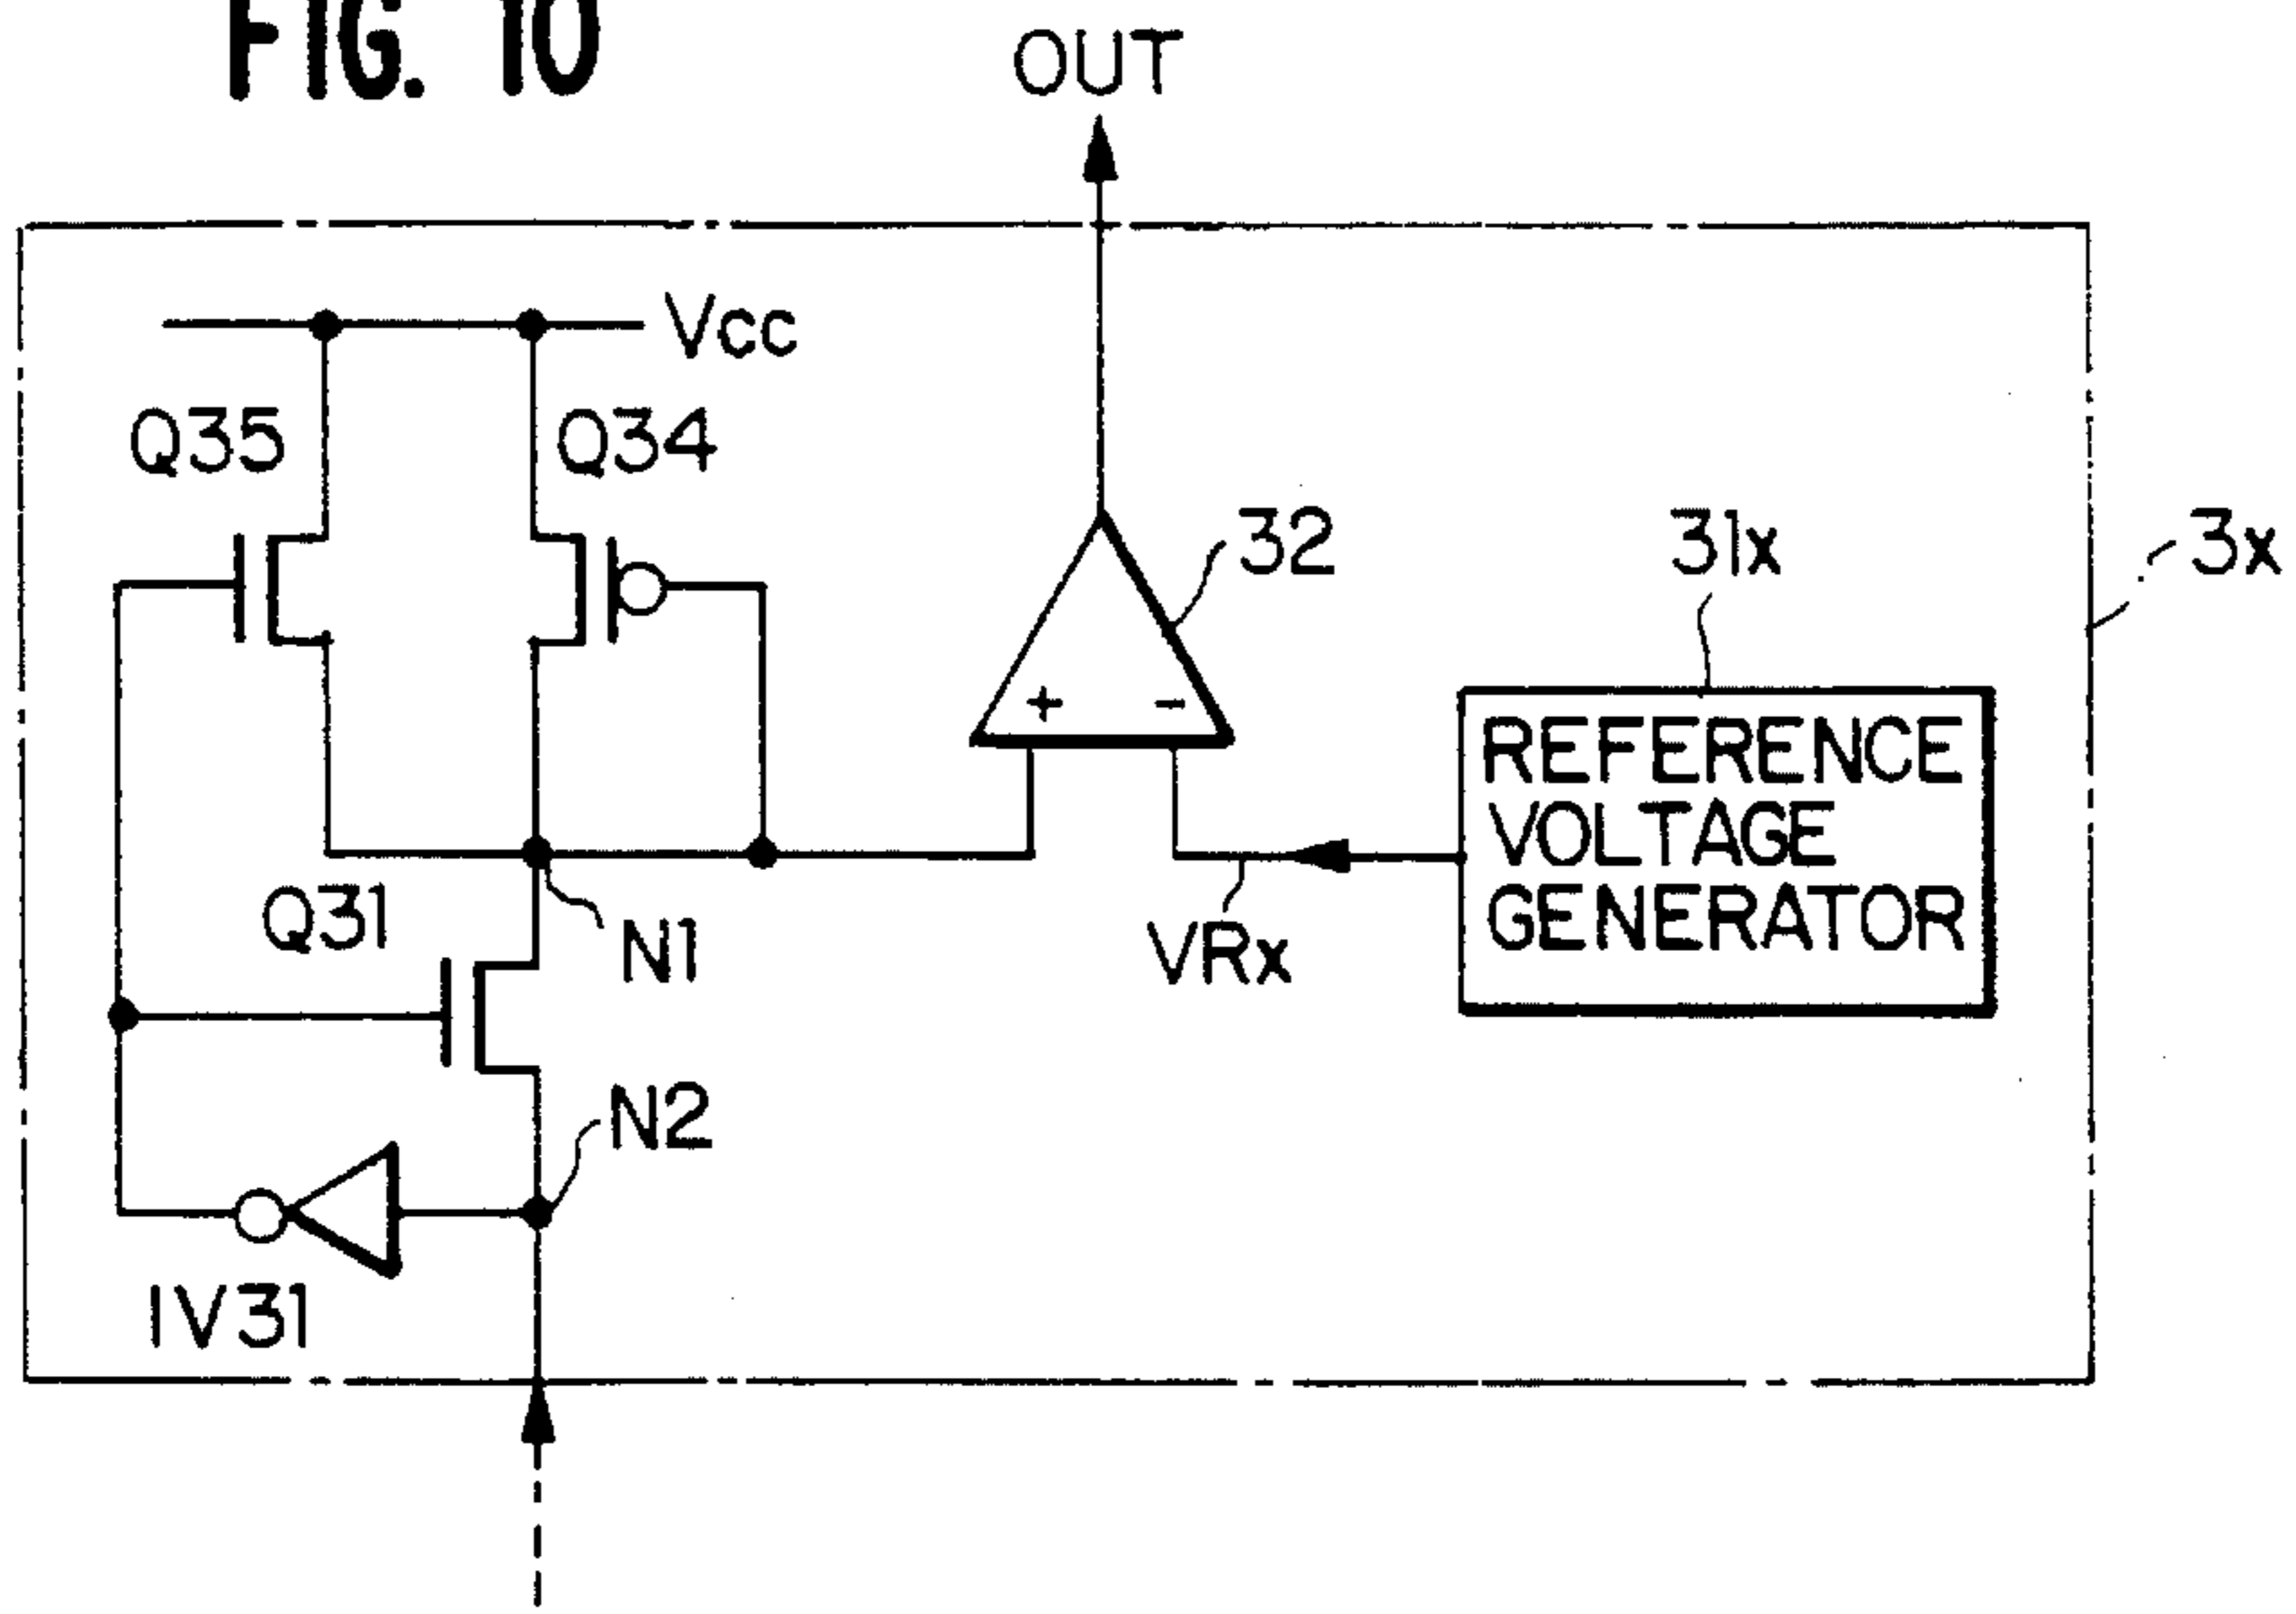 FIG. 10
OUT
Vcc
Q35
Q34
32
31x
3x
+
-
REFERENCE
VOLTAGE
GENERATOR
Q31
N1
VRx
N2
IV31